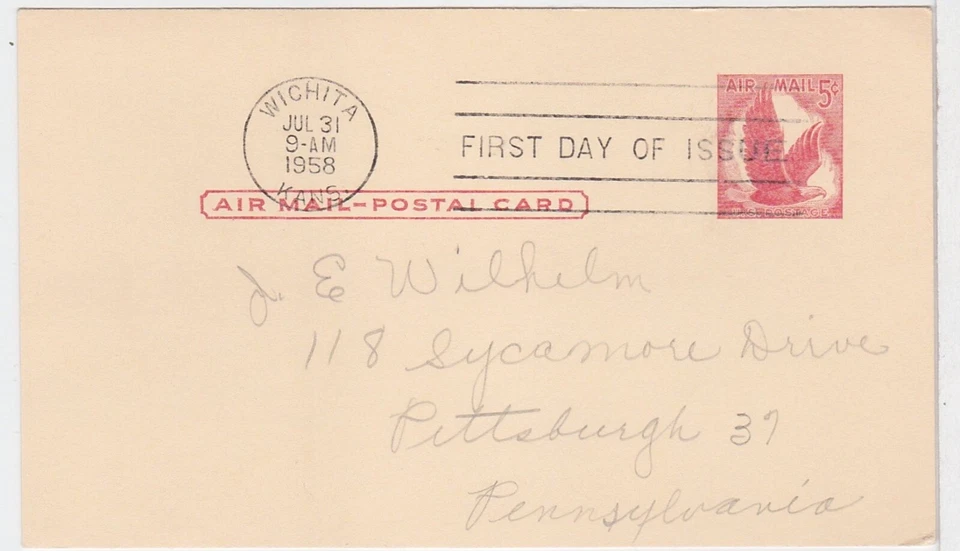 WICHITA
JUL 31
9-AM
1958
KANS.
FIRST DAY OF ISSUE
AIR MAIL 5¢
U.S. POSTAGE
AIR MAIL-POSTAL CARD
J. E Wilhelm
118 Sycamore Drive
Pittsburgh 37
Pennsylvania